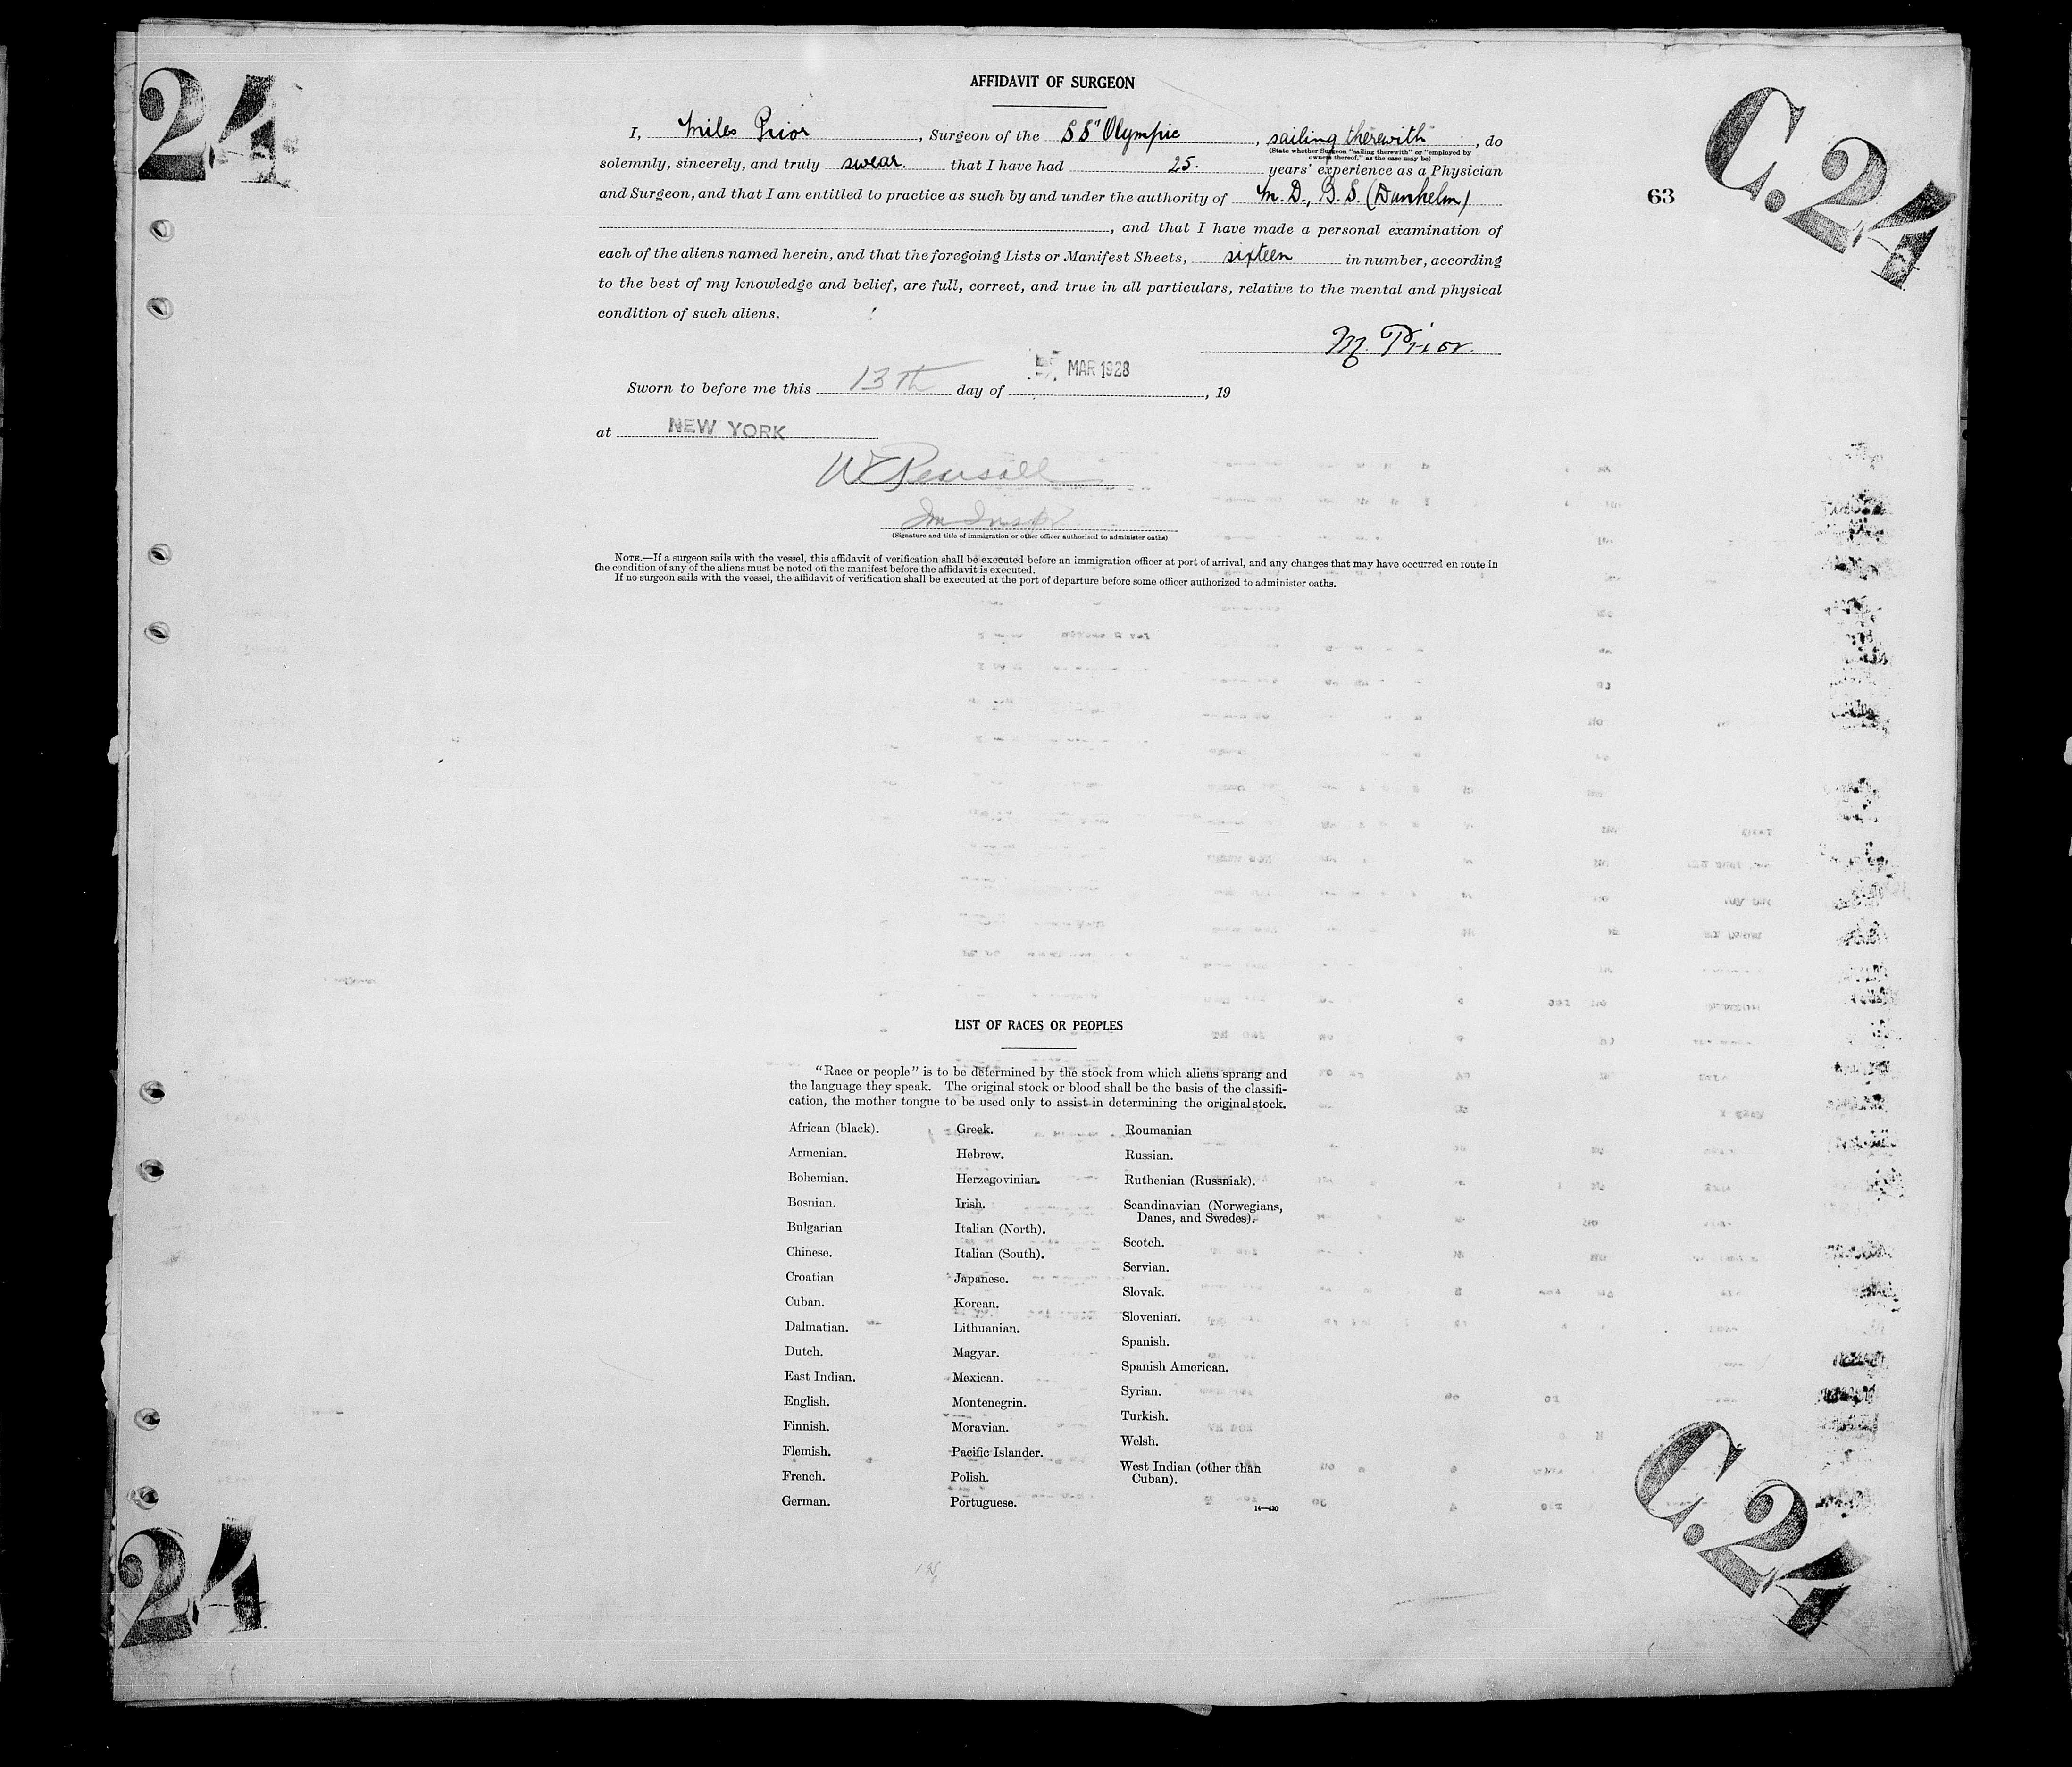 24
C.24
AFFIDAVIT OF SURGEON
I, Miles Prior, Surgeon of the SS "Olympic, sailing therewith, do
(State whether Surgeon "sailing therewith" or "employed by
owners thereof," as the case may be)
solemnly, sincerely, and truly swear. that I have had 25. years' experience as a Physician
and Surgeon, and that I am entitled to practice as such by and under the authority of M.D., B.S. (Dunhelm)
63
, and that I have made a personal examination of
each of the aliens named herein, and that the foregoing Lists or Manifest Sheets, sixteen in number, according
to the best of my knowledge and belief, are full, correct, and true in all particulars, relative to the mental and physical
condition of such aliens.
M. Prior.
Sworn to before me this 13th day of MAR 1928, 19
at NEW YORK
W Pearsall
Im Inspr
(Signature and title of immigration or other officer authorized to administer oaths)
NOTE.—If a surgeon sails with the vessel, this affidavit of verification shall be executed before an immigration officer at port of arrival, and any changes that may have occurred en route in
the condition of any of the aliens must be noted on the manifest before the affidavit is executed.
If no surgeon sails with the vessel, the affidavit of verification shall be executed at the port of departure before some officer authorized to administer oaths.
LIST OF RACES OR PEOPLES
"Race or people" is to be determined by the stock from which aliens sprang and
the language they speak. The original stock or blood shall be the basis of the classifi-
cation, the mother tongue to be used only to assist in determining the original stock.
African (black).
Armenian.
Bohemian.
Bosnian.
Bulgarian
Chinese.
Croatian
Cuban.
Dalmatian.
Dutch.
East Indian.
English.
Finnish.
Flemish.
French.
German.
Greek.
Hebrew.
Herzegovinian.
Irish.
Italian (North).
Italian (South).
Japanese.
Korean.
Lithuanian.
Magyar.
Mexican.
Montenegrin.
Moravian.
Pacific Islander.
Polish.
Portuguese.
Roumanian
Russian.
Ruthenian (Russniak).
Scandinavian (Norwegians,
Danes, and Swedes).
Scotch.
Servian.
Slovak.
Slovenian.
Spanish.
Spanish American.
Syrian.
Turkish.
Welsh.
West Indian (other than
Cuban).
14—430
24
C.24